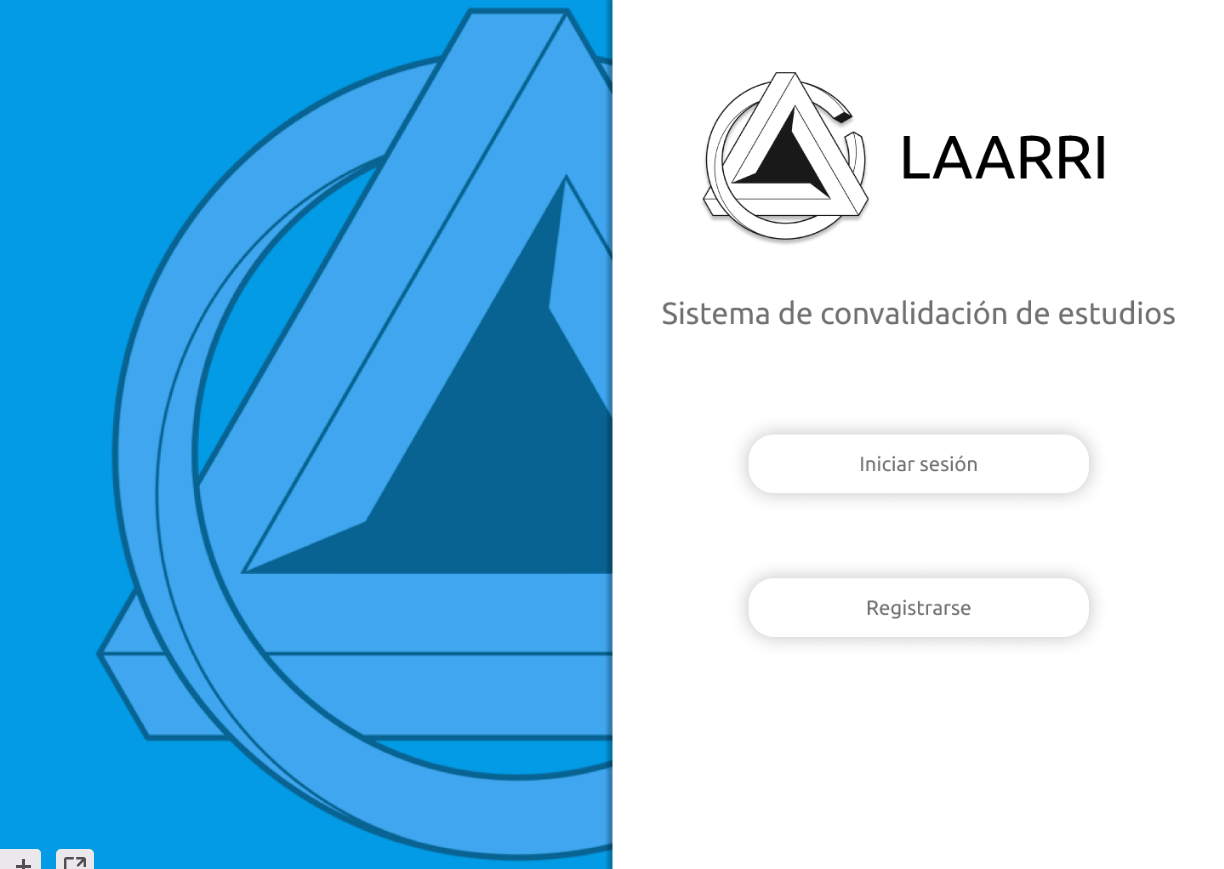 LAARRI
Sistema de convalidación de estudios
Iniciar sesión
Registrarse